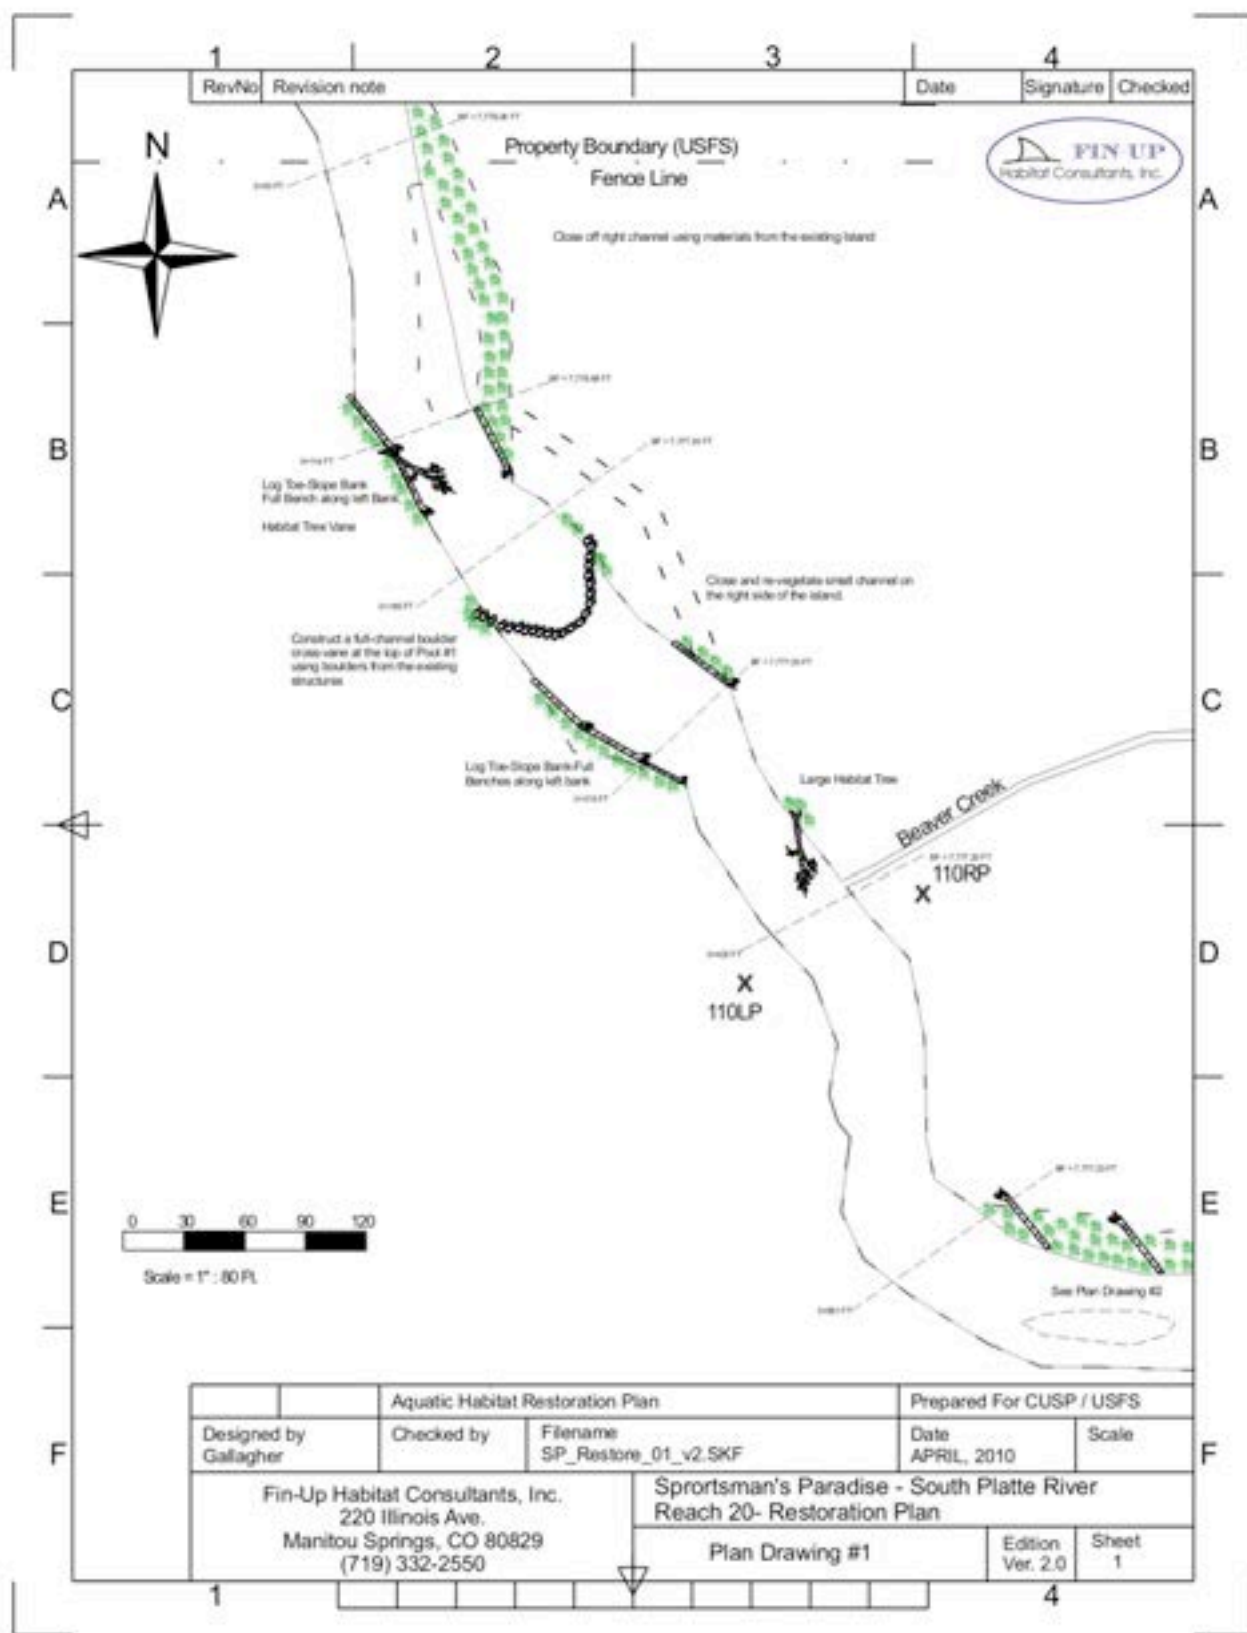 1 2 3 4
RevNo Revision note Date Signature Checked
N
Property Boundary (USFS)
Fence Line
FIN UP
Habitat Consultants, Inc.
A A
Close off right channel using materials from the existing Island
B B
Log Toe-Slope Bank
Full Bench along left Bank
Habitat Tree Vane
Close and re-vegetate small channel on
the right side of the island.
Construct a full-channel boulder
cross-vane at the top of Pool #1
using boulders from the existing
structures
C C
Log Toe-Slope Bank-Full
Benches along left bank
Large Habitat Tree
Beaver Creek
110RP
X
D D
X
110LP
E E
0 30 60 90 120
Scale = 1" : 80 Ft.
See Plan Drawing #2
Aquatic Habitat Restoration Plan Prepared For CUSP / USFS
Designed by
Gallagher
Checked by
Filename
SP_Restore_01_v2.SKF
Date
APRIL, 2010
Scale
F F
Fin-Up Habitat Consultants, Inc.
220 Illinois Ave.
Manitou Springs, CO 80829
(719) 332-2550
Sprortsman's Paradise - South Platte River
Reach 20- Restoration Plan
Plan Drawing #1
Edition
Ver. 2.0
Sheet
1
1 4